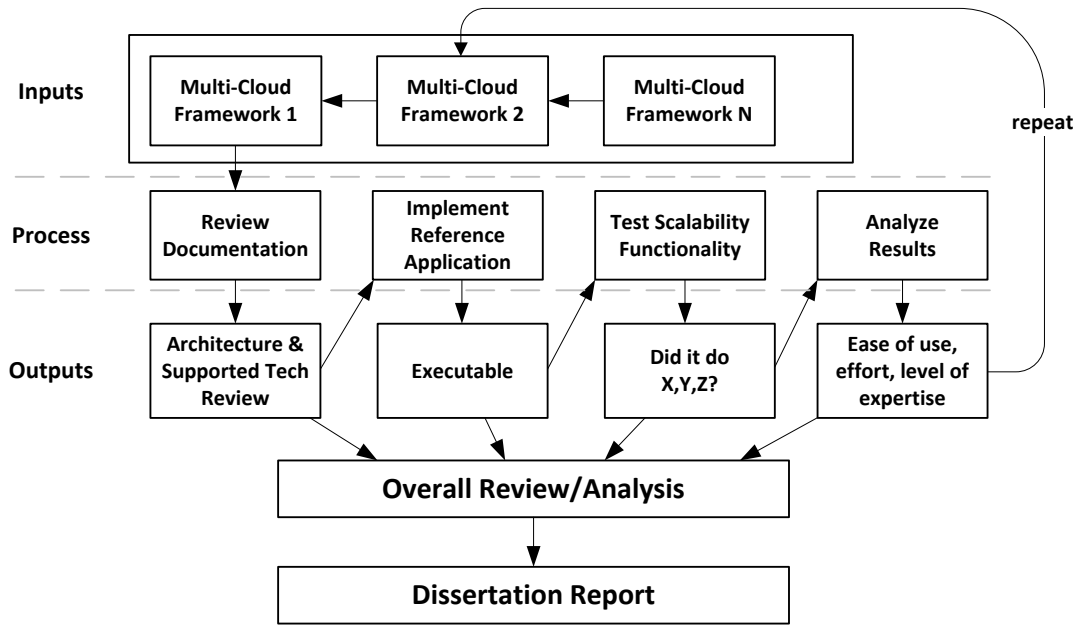 Inputs
Multi-Cloud
Framework 1
Multi-Cloud
Framework 2
Multi-Cloud
Framework N
repeat
Process
Review
Documentation
Implement
Reference
Application
Test Scalability
Functionality
Analyze
Results
Outputs
Architecture &
Supported Tech
Review
Executable
Did it do
X,Y,Z?
Ease of use,
effort, level of
expertise
Overall Review/Analysis
Dissertation Report